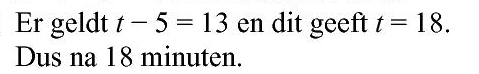 Er geldt t − 5 = 13 en dit geeft t = 18.
Dus na 18 minuten.